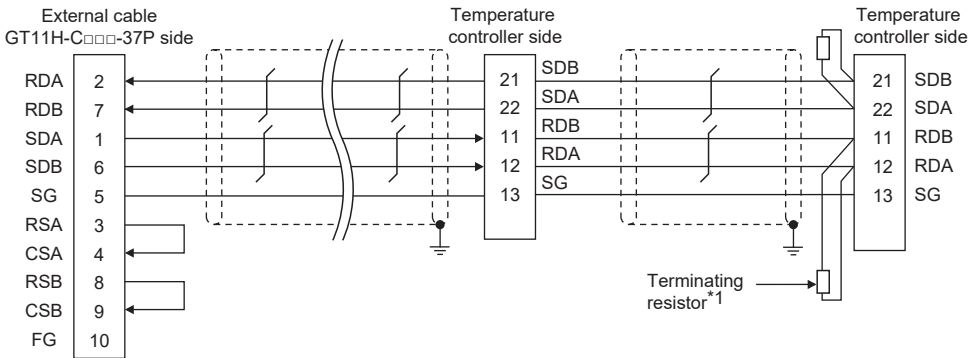 External cable
GT11H-C□□□-37P side
Temperature
controller side
Temperature
controller side
RDA 2 21 SDB 21 SDB
RDB 7 22 SDA 22 SDA
SDA 1 11 RDB 11 RDB
SDB 6 12 RDA 12 RDA
SG 5 13 SG 13 SG
RSA 3
CSA 4
RSB 8
CSB 9
FG 10
Terminating
resistor*1